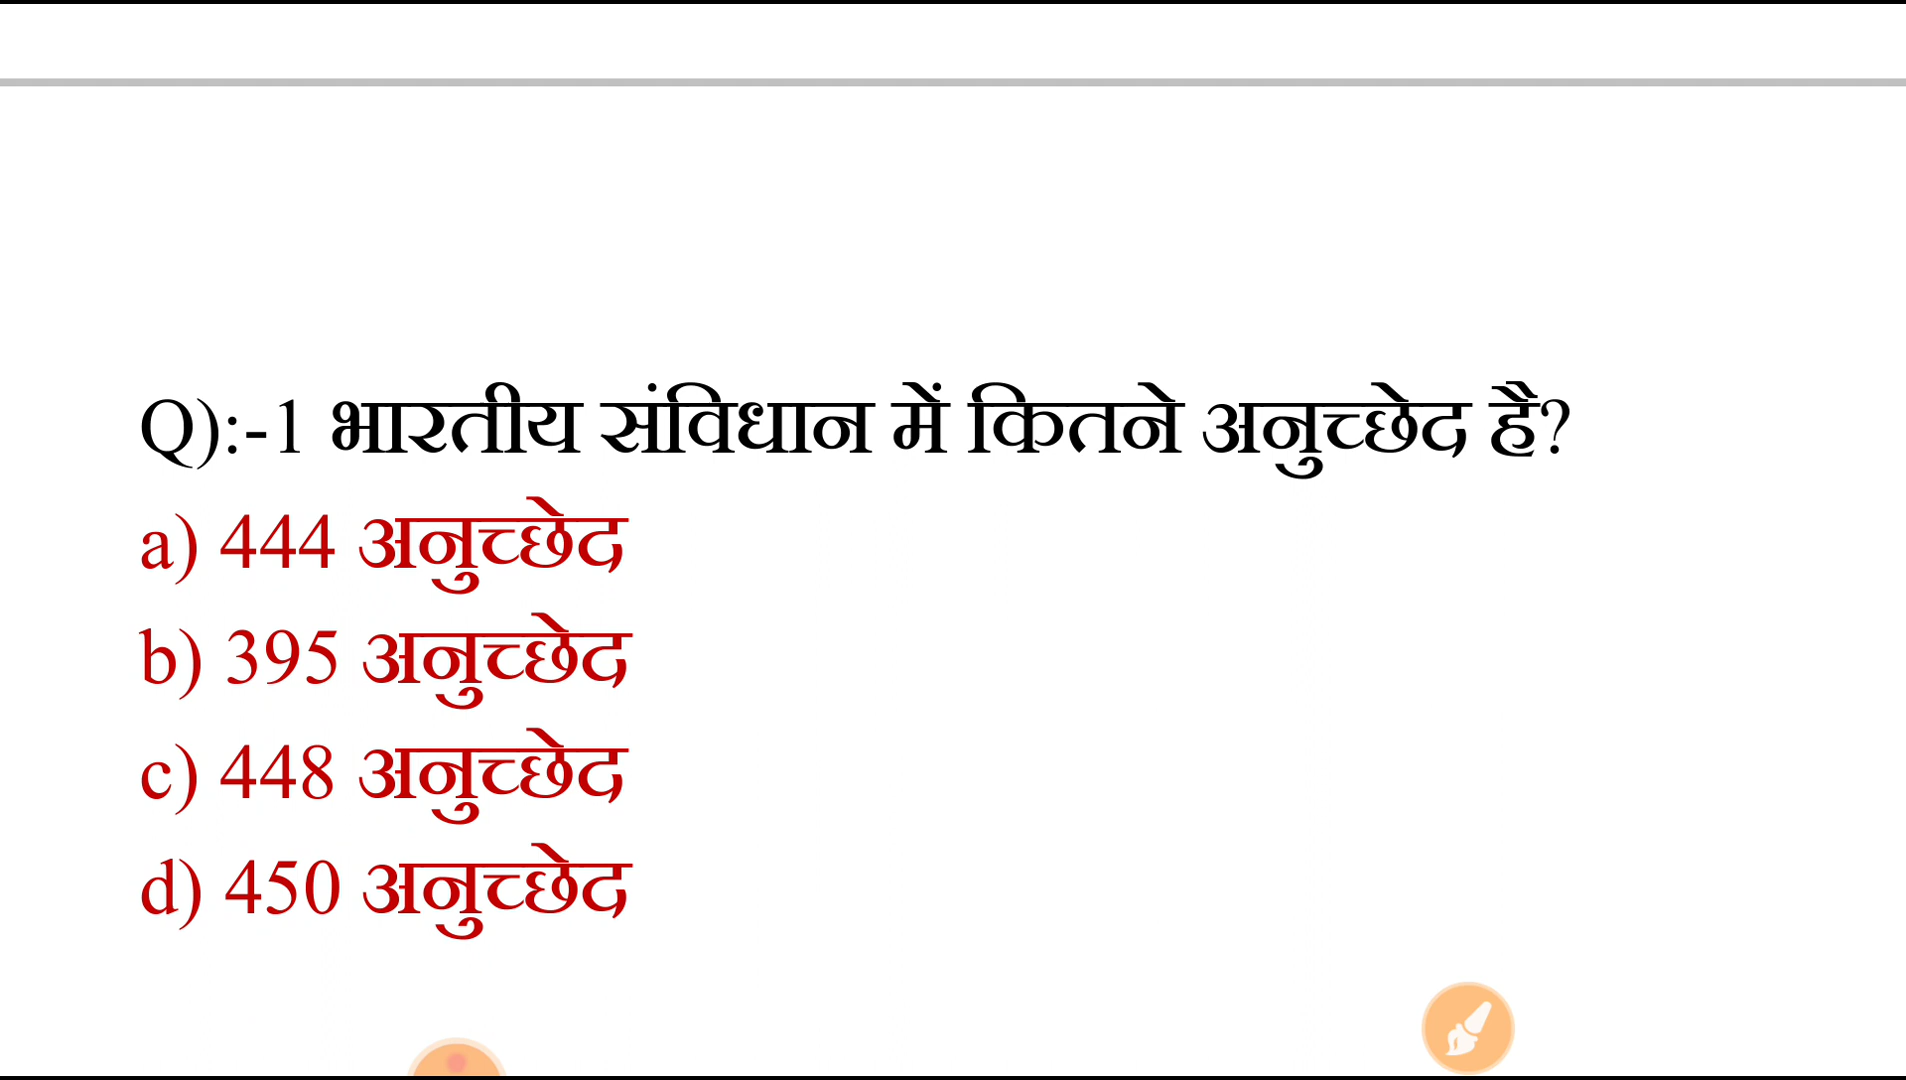 Q):-1 भारतीय संविधान में कितने अनुच्छेद है?
a) 444 अनुच्छेद
b) 395 अनुच्छेद
c) 448 अनुच्छेद
d) 450 अनुच्छेद